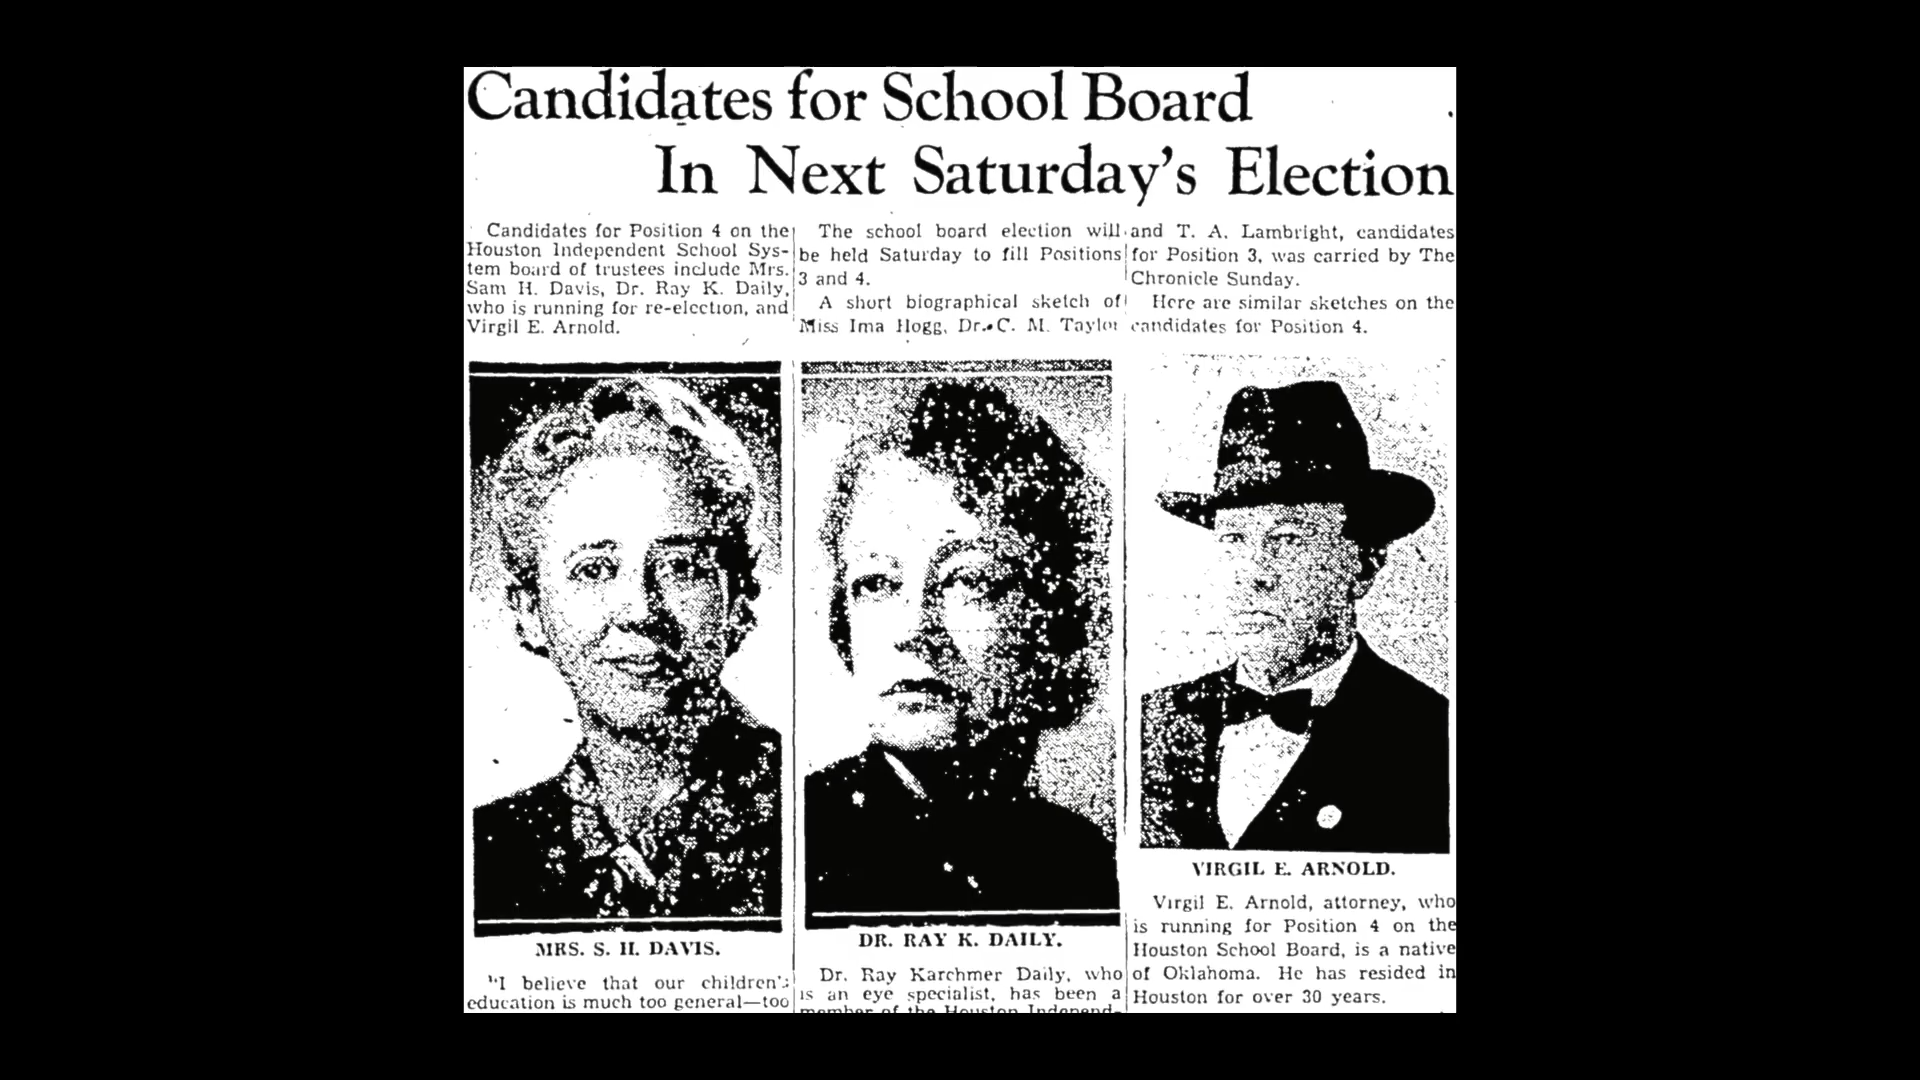 Candidates for School Board
In Next Saturday's Election
Candidates for Position 4 on the
Houston Independent School Sys-
tem board of trustees include Mrs.
Sam H. Davis, Dr. Ray K. Daily,
who is running for re-election, and
Virgil E. Arnold.
The school board election will
be held Saturday to fill Positions
3 and 4.
A short biographical sketch of
Miss Ima Hogg, Dr. C. M. Taylor
and T. A. Lambright, candidates
for Position 3, was carried by The
Chronicle Sunday.
Here are similar sketches on the
candidates for Position 4.
MRS. S. H. DAVIS.
"I believe that our children's
education is much too general—too
DR. RAY K. DAILY.
Dr. Ray Karchmer Daily, who
is an eye specialist, has been a
member of the Houston Independ-
VIRGIL E. ARNOLD.
Virgil E. Arnold, attorney, who
is running for Position 4 on the
Houston School Board, is a native
of Oklahoma. He has resided in
Houston for over 30 years.